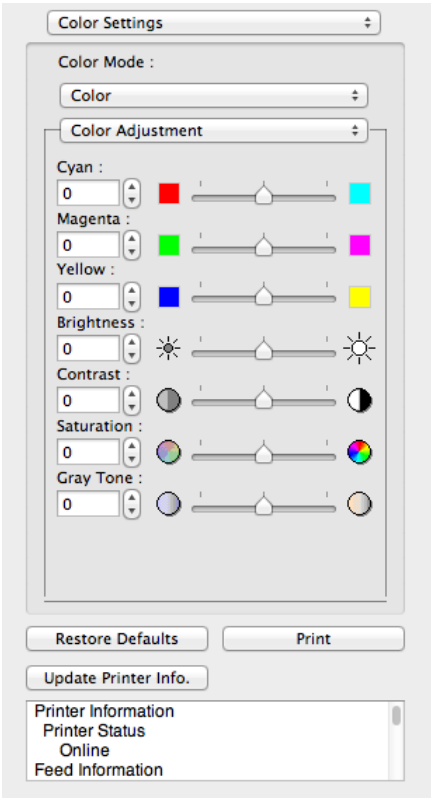 Color Settings
Color Mode :
Color
Color Adjustment
Cyan :
0
Magenta :
0
Yellow :
0
Brightness :
0
Contrast :
0
Saturation :
0
Gray Tone :
0
Restore Defaults
Print
Update Printer Info.
Printer Information
Printer Status
Online
Feed Information